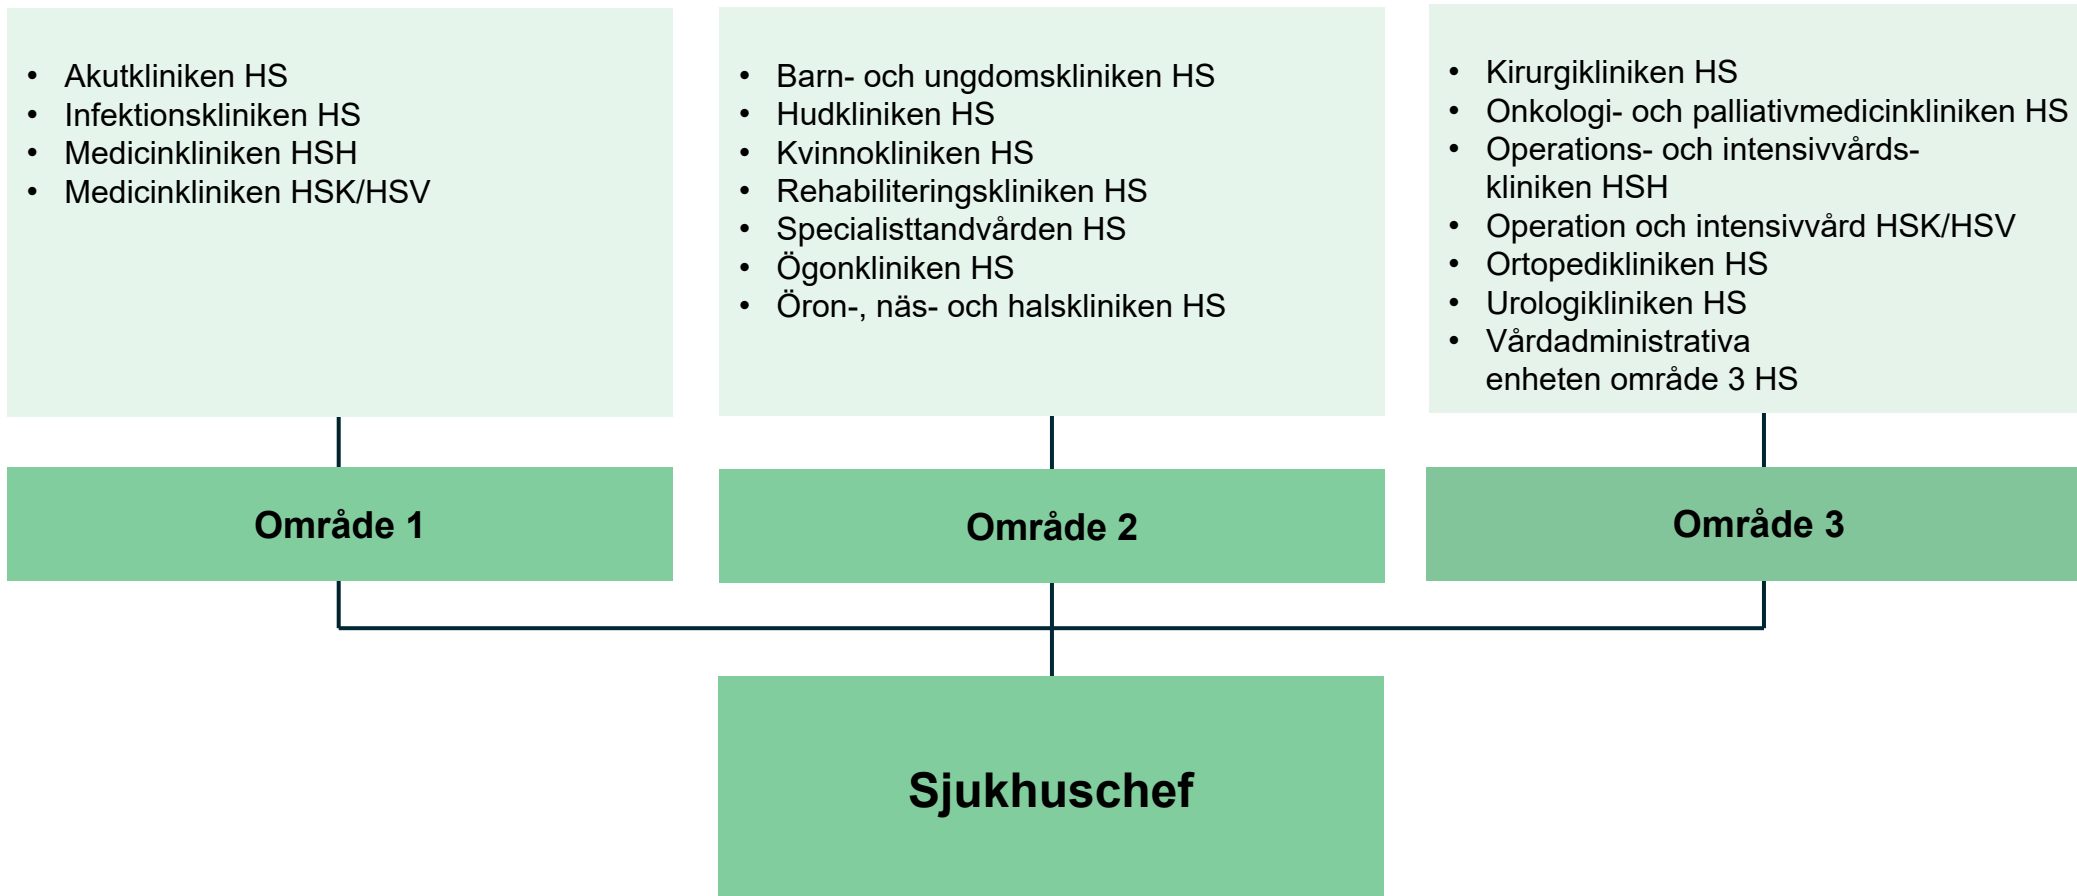 • Akutkliniken HS
• Infektionskliniken HS
• Medicinkliniken HSH
• Medicinkliniken HSK/HSV
• Barn- och ungdomskliniken HS
• Hudkliniken HS
• Kvinnokliniken HS
• Rehabiliteringskliniken HS
• Specialisttandvården HS
• Ögonkliniken HS
• Öron-, näs- och halskliniken HS
• Kirurgikliniken HS
• Onkologi- och palliativmedicinkliniken HS
• Operations- och intensivvårds-
kliniken HSH
• Operation och intensivvård HSK/HSV
• Ortopedikliniken HS
• Urologikliniken HS
• Vårdadministrativa
enheten område 3 HS
Område 1
Område 2
Område 3
Sjukhuschef